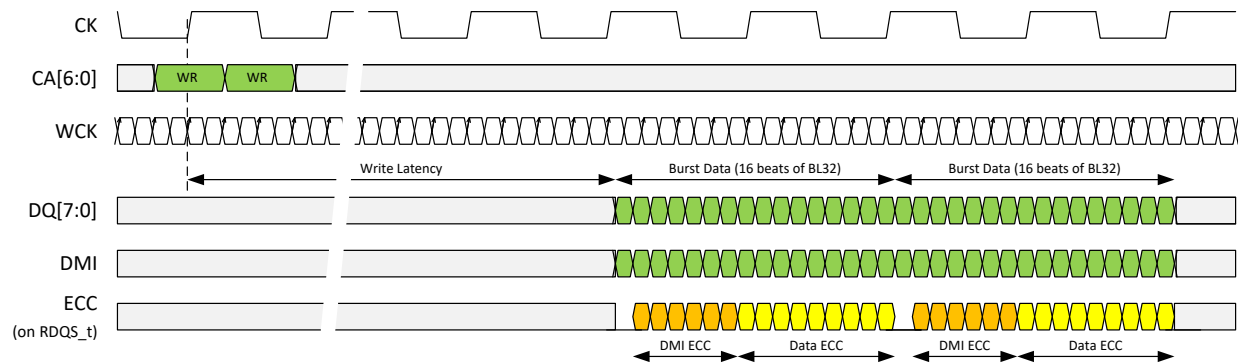 CK
CA[6:0]
WR WR
WCK
Write Latency Burst Data (16 beats of BL32) Burst Data (16 beats of BL32)
DQ[7:0]
DMI
ECC
(on RDQS_t)
DMI ECC Data ECC DMI ECC Data ECC